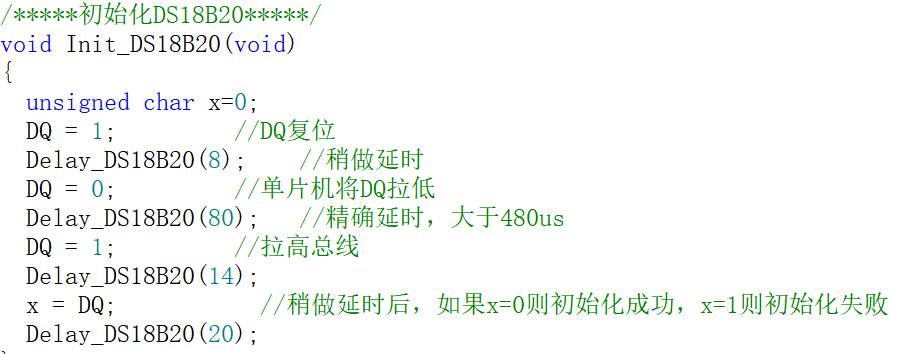 /*****初始化DS18B20*****/
void Init_DS18B20(void)
{
  unsigned char x=0;
  DQ = 1;         //DQ复位
  Delay_DS18B20(8);    //稍做延时
  DQ = 0;         //单片机将DQ拉低
  Delay_DS18B20(80);   //精确延时，大于480us
  DQ = 1;         //拉高总线
  Delay_DS18B20(14);
  x = DQ;           //稍做延时后，如果x=0则初始化成功，x=1则初始化失败
  Delay_DS18B20(20);